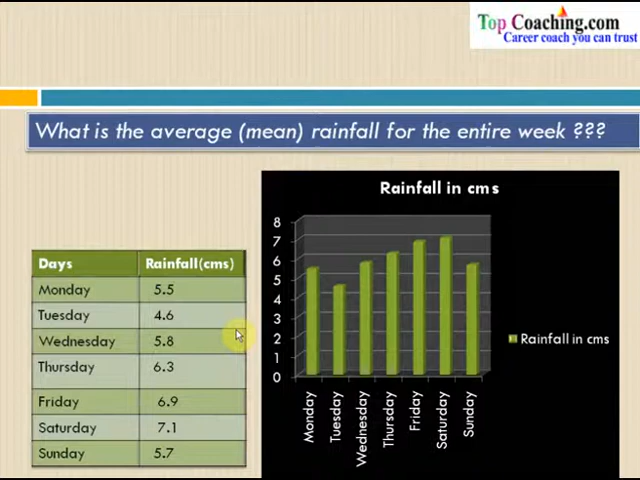 Top Coaching.com
Career coach you can trust
What is the average (mean) rainfall for the entire week ???
Rainfall in cms
Days Rainfall(cms)
Monday 5.5
Tuesday 4.6
Wednesday 5.8
Thursday 6.3
Friday 6.9
Saturday 7.1
Sunday 5.7
8
7
6
5
4
3
2
1
0
Monday
Tuesday
Wednesday
Thursday
Friday
Saturday
Sunday
Rainfall in cms